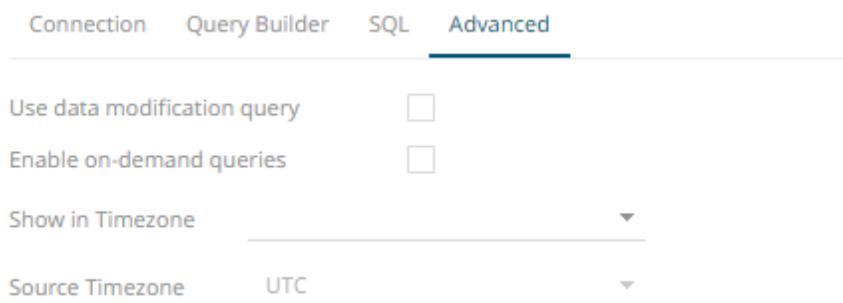 Connection Query Builder SQL Advanced
Use data modification query
Enable on-demand queries
Show in Timezone
Source Timezone UTC